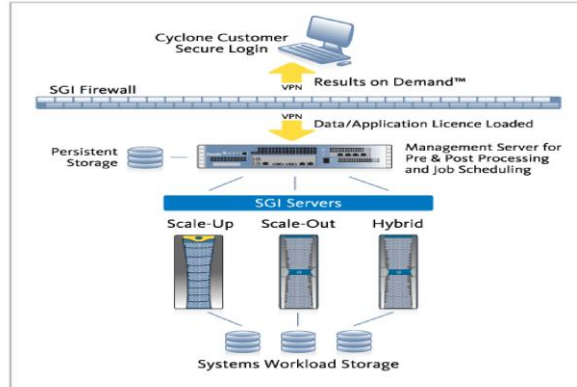 Cyclone Customer
Secure Login
VPN
Results on Demand™
SGI Firewall
VPN
Data/Application Licence Loaded
Persistent
Storage
Management Server for
Pre & Post Processing
and Job Scheduling
SGI Servers
Scale-Up
Scale-Out
Hybrid
Systems Workload Storage